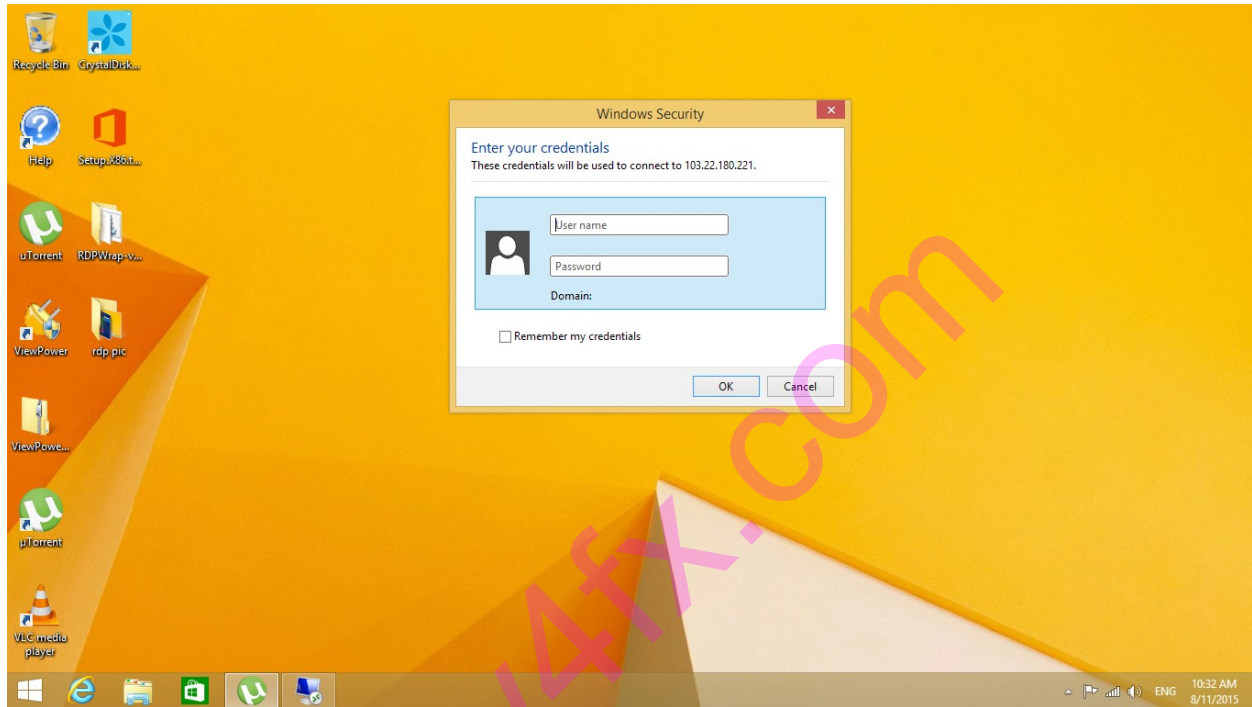 Recycle Bin
CrystalDisk...
Help
Setup.X86.t...
uTorrent
RDPWrap-v...
ViewPower
rdp pic
ViewPowe...
µTorrent
VLC media
player
Windows Security
Enter your credentials
These credentials will be used to connect to 103.22.180.221.
User name
Password
Domain:
Remember my credentials
OK
Cancel
4fx.com
ENG
10:32 AM
8/11/2015